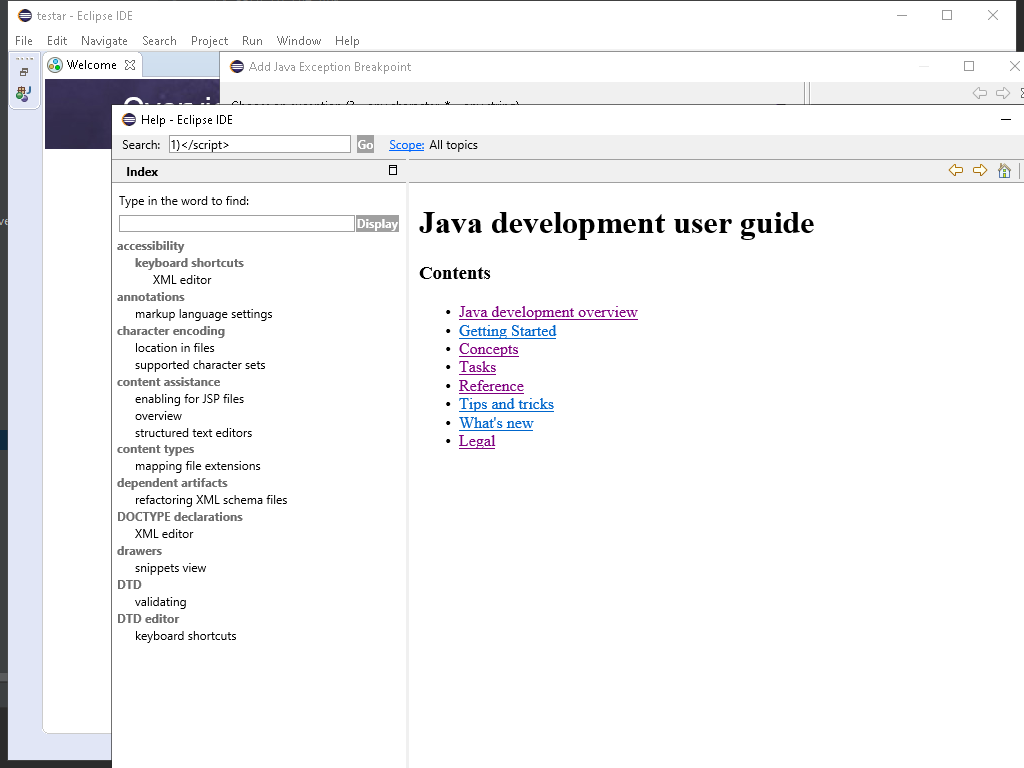 testar - Eclipse IDE
File Edit Navigate Search Project Run Window Help
Welcome
Add Java Exception Breakpoint
Help - Eclipse IDE
Search: 1)</script> Go Scope: All topics
Index
Type in the word to find:
Display
accessibility
keyboard shortcuts
XML editor
annotations
markup language settings
character encoding
location in files
supported character sets
content assistance
enabling for JSP files
overview
structured text editors
content types
mapping file extensions
dependent artifacts
refactoring XML schema files
DOCTYPE declarations
XML editor
drawers
snippets view
DTD
validating
DTD editor
keyboard shortcuts
Java development user guide
Contents
• Java development overview
• Getting Started
• Concepts
• Tasks
• Reference
• Tips and tricks
• What's new
• Legal